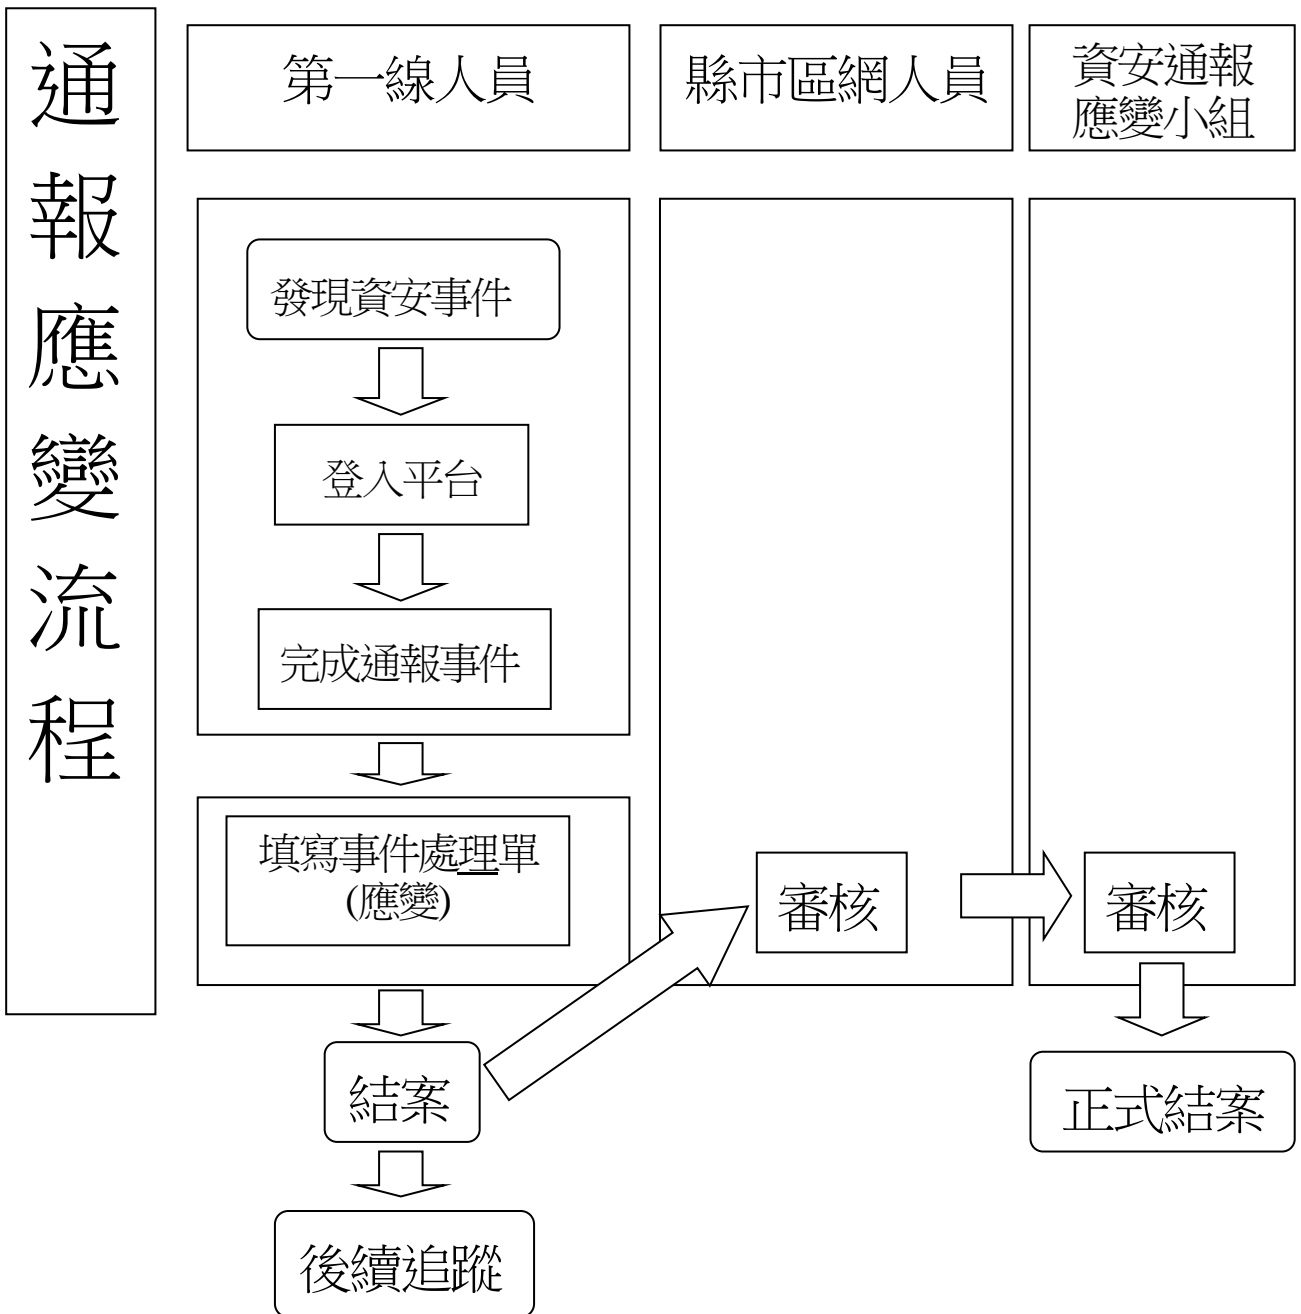 通報應變流程
第一線人員
縣市區網人員
資安通報
應變小組
發現資安事件
登入平台
完成通報事件
填寫事件處理單
(應變)
審核
審核
結案
正式結案
後續追蹤